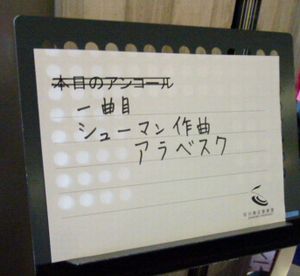 本日のアンコール
一曲目
シューマン作曲
アラベスク